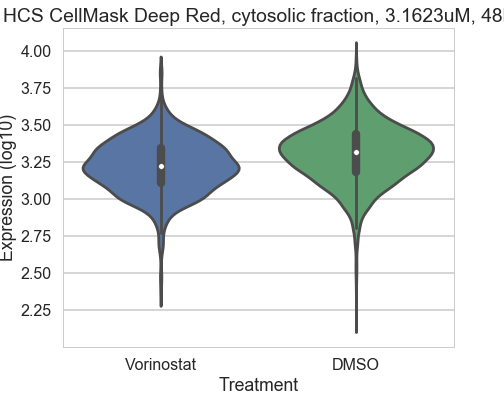 HCS CellMask Deep Red, cytosolic fraction, 3.1623uM, 48
Expression (log10)
4.00
3.75
3.50
3.25
3.00
2.75
2.50
2.25
Vorinostat DMSO
Treatment